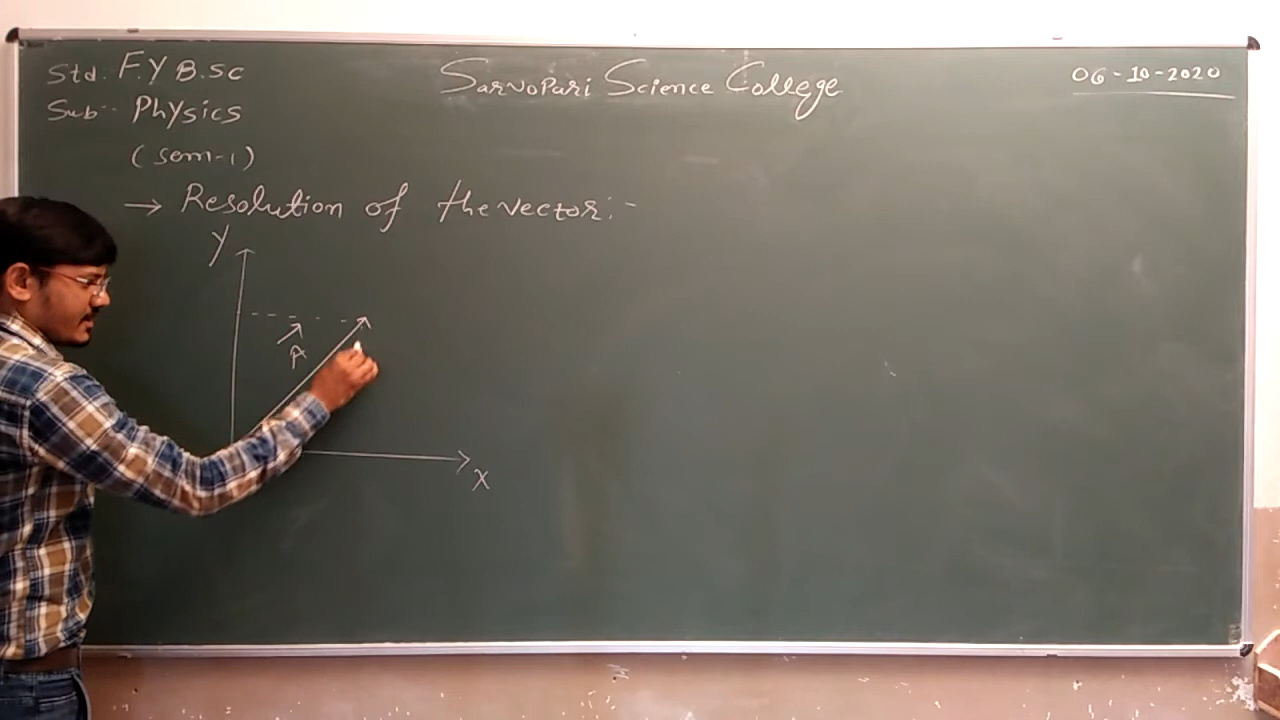 Std. F.Y B.Sc
Sarvopari Science College
06-10-2020
Sub:- Physics
(sem-1)
→ Resolution of the vector:-
Y
A
X